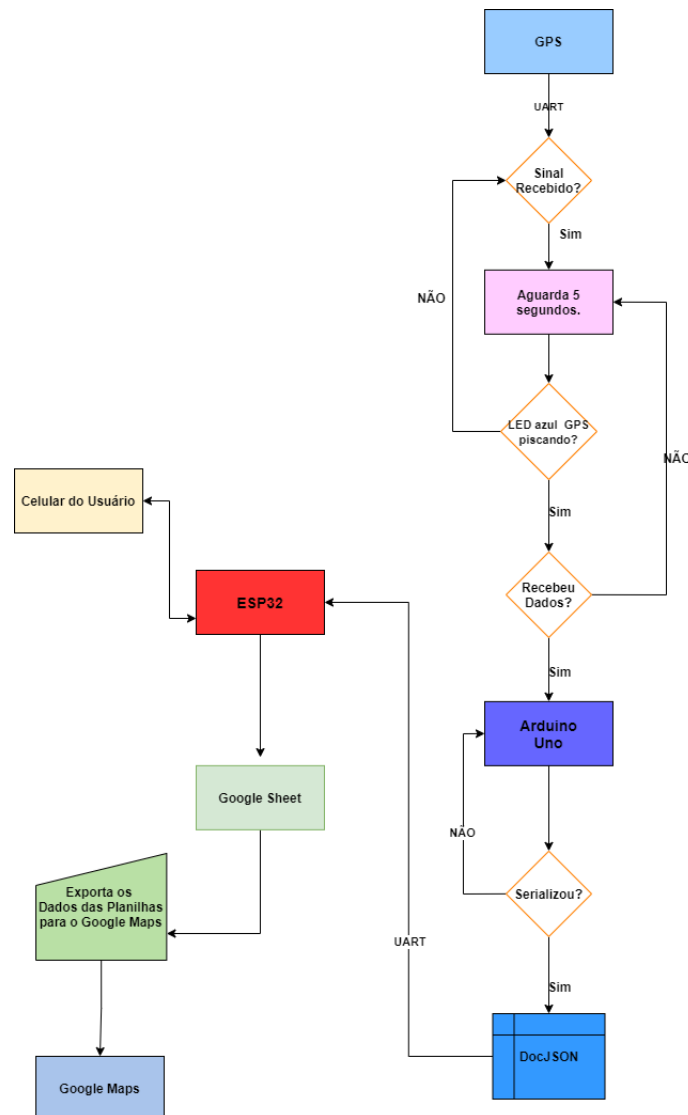 GPS
UART
Sinal
Recebido?
Sim
NÃO
Aguarda 5
segundos.
LED azul GPS
piscando?
NÃO
Sim
Celular do Usuário
Recebeu
Dados?
ESP32
Sim
Arduino
Uno
Google Sheet
NÃO
Serializou?
Exporta os
Dados das Planilhas
para o Google Maps
UART
Sim
DocJSON
Google Maps